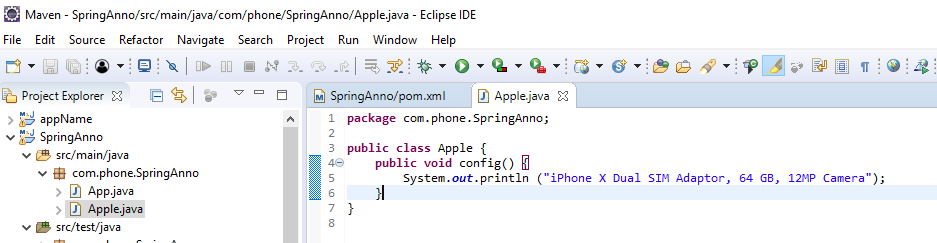 Maven - SpringAnno/src/main/java/com/phone/SpringAnno/Apple.java - Eclipse IDE
File Edit Source Refactor Navigate Search Project Run Window Help
Project Explorer
appName
SpringAnno
src/main/java
com.phone.SpringAnno
App.java
Apple.java
src/test/java
SpringAnno/pom.xml
Apple.java
1 package com.phone.SpringAnno;
2
3 public class Apple {
4 public void config() {
5 System.out.println ("iPhone X Dual SIM Adaptor, 64 GB, 12MP Camera");
6 }
7 }
8